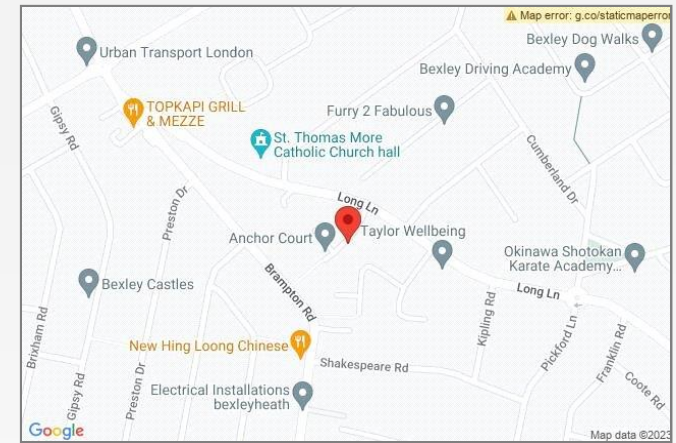 Map error: g.co/staticmaperror
Bexley Dog Walks
Urban Transport London
Bexley Driving Academy
Gipsy Rd
TOPKAPI GRILL
& MEZZE
Furry 2 Fabulous
St. Thomas More
Catholic Church hall
Cumberland Dr
Preston Dr
Long Ln
Anchor Court
Taylor Wellbeing
Okinawa Shotokan
Karate Academy...
Bexley Castles
Brampton Rd
Long Ln
Brixham Rd
Kipling Rd
Pickford Ln
Franklin Rd
New Hing Loong Chinese
Shakespeare Rd
Gipsy Rd
Preston Dr
Coote Rd
Electrical Installations
bexleyheath
Google
Map data ©2023